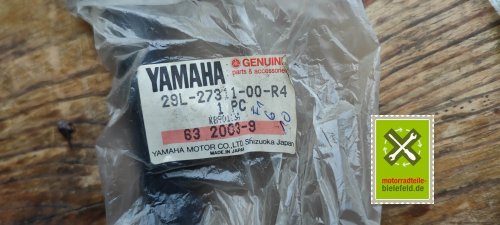 YAMAHA
GENUINE
parts & accessories
29L-27311-00-R4
1 PC
63 2003-9
YAMAHA MOTOR CO.,LTD Shizuoka Japan
MADE IN JAPAN
motorradteile-
bielefeld.de